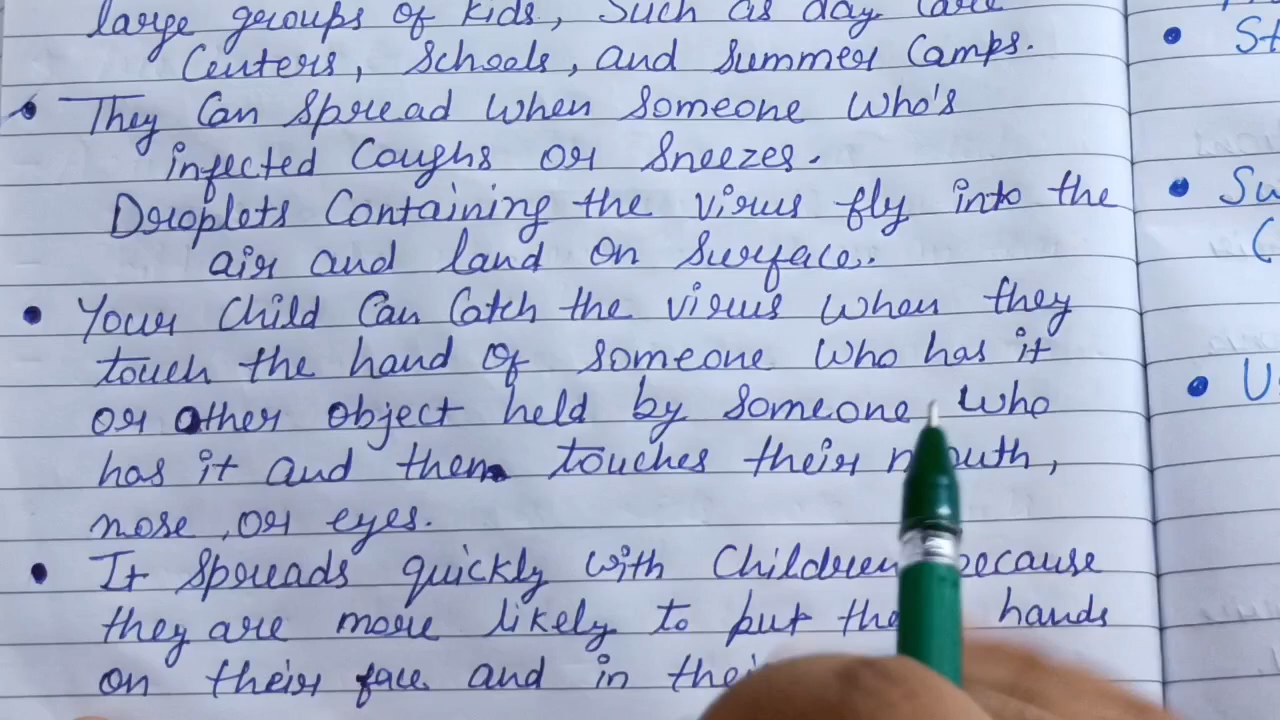 large groups of kids, such as day care
Centers, Schools, and Summer Camps.
They Can Spread When Someone Who's
infected Coughs or Sneezes.
Droplets Containing the virus fly into the
air and land on Surface.
Your Child Can Catch the virus When they
touch the hand of Someone Who has it
or other object held by Someone Who
has it and then touches their mouth,
nose, or eyes.
It Spreads quickly with Children because
they are more likely to put hands
on their face and in